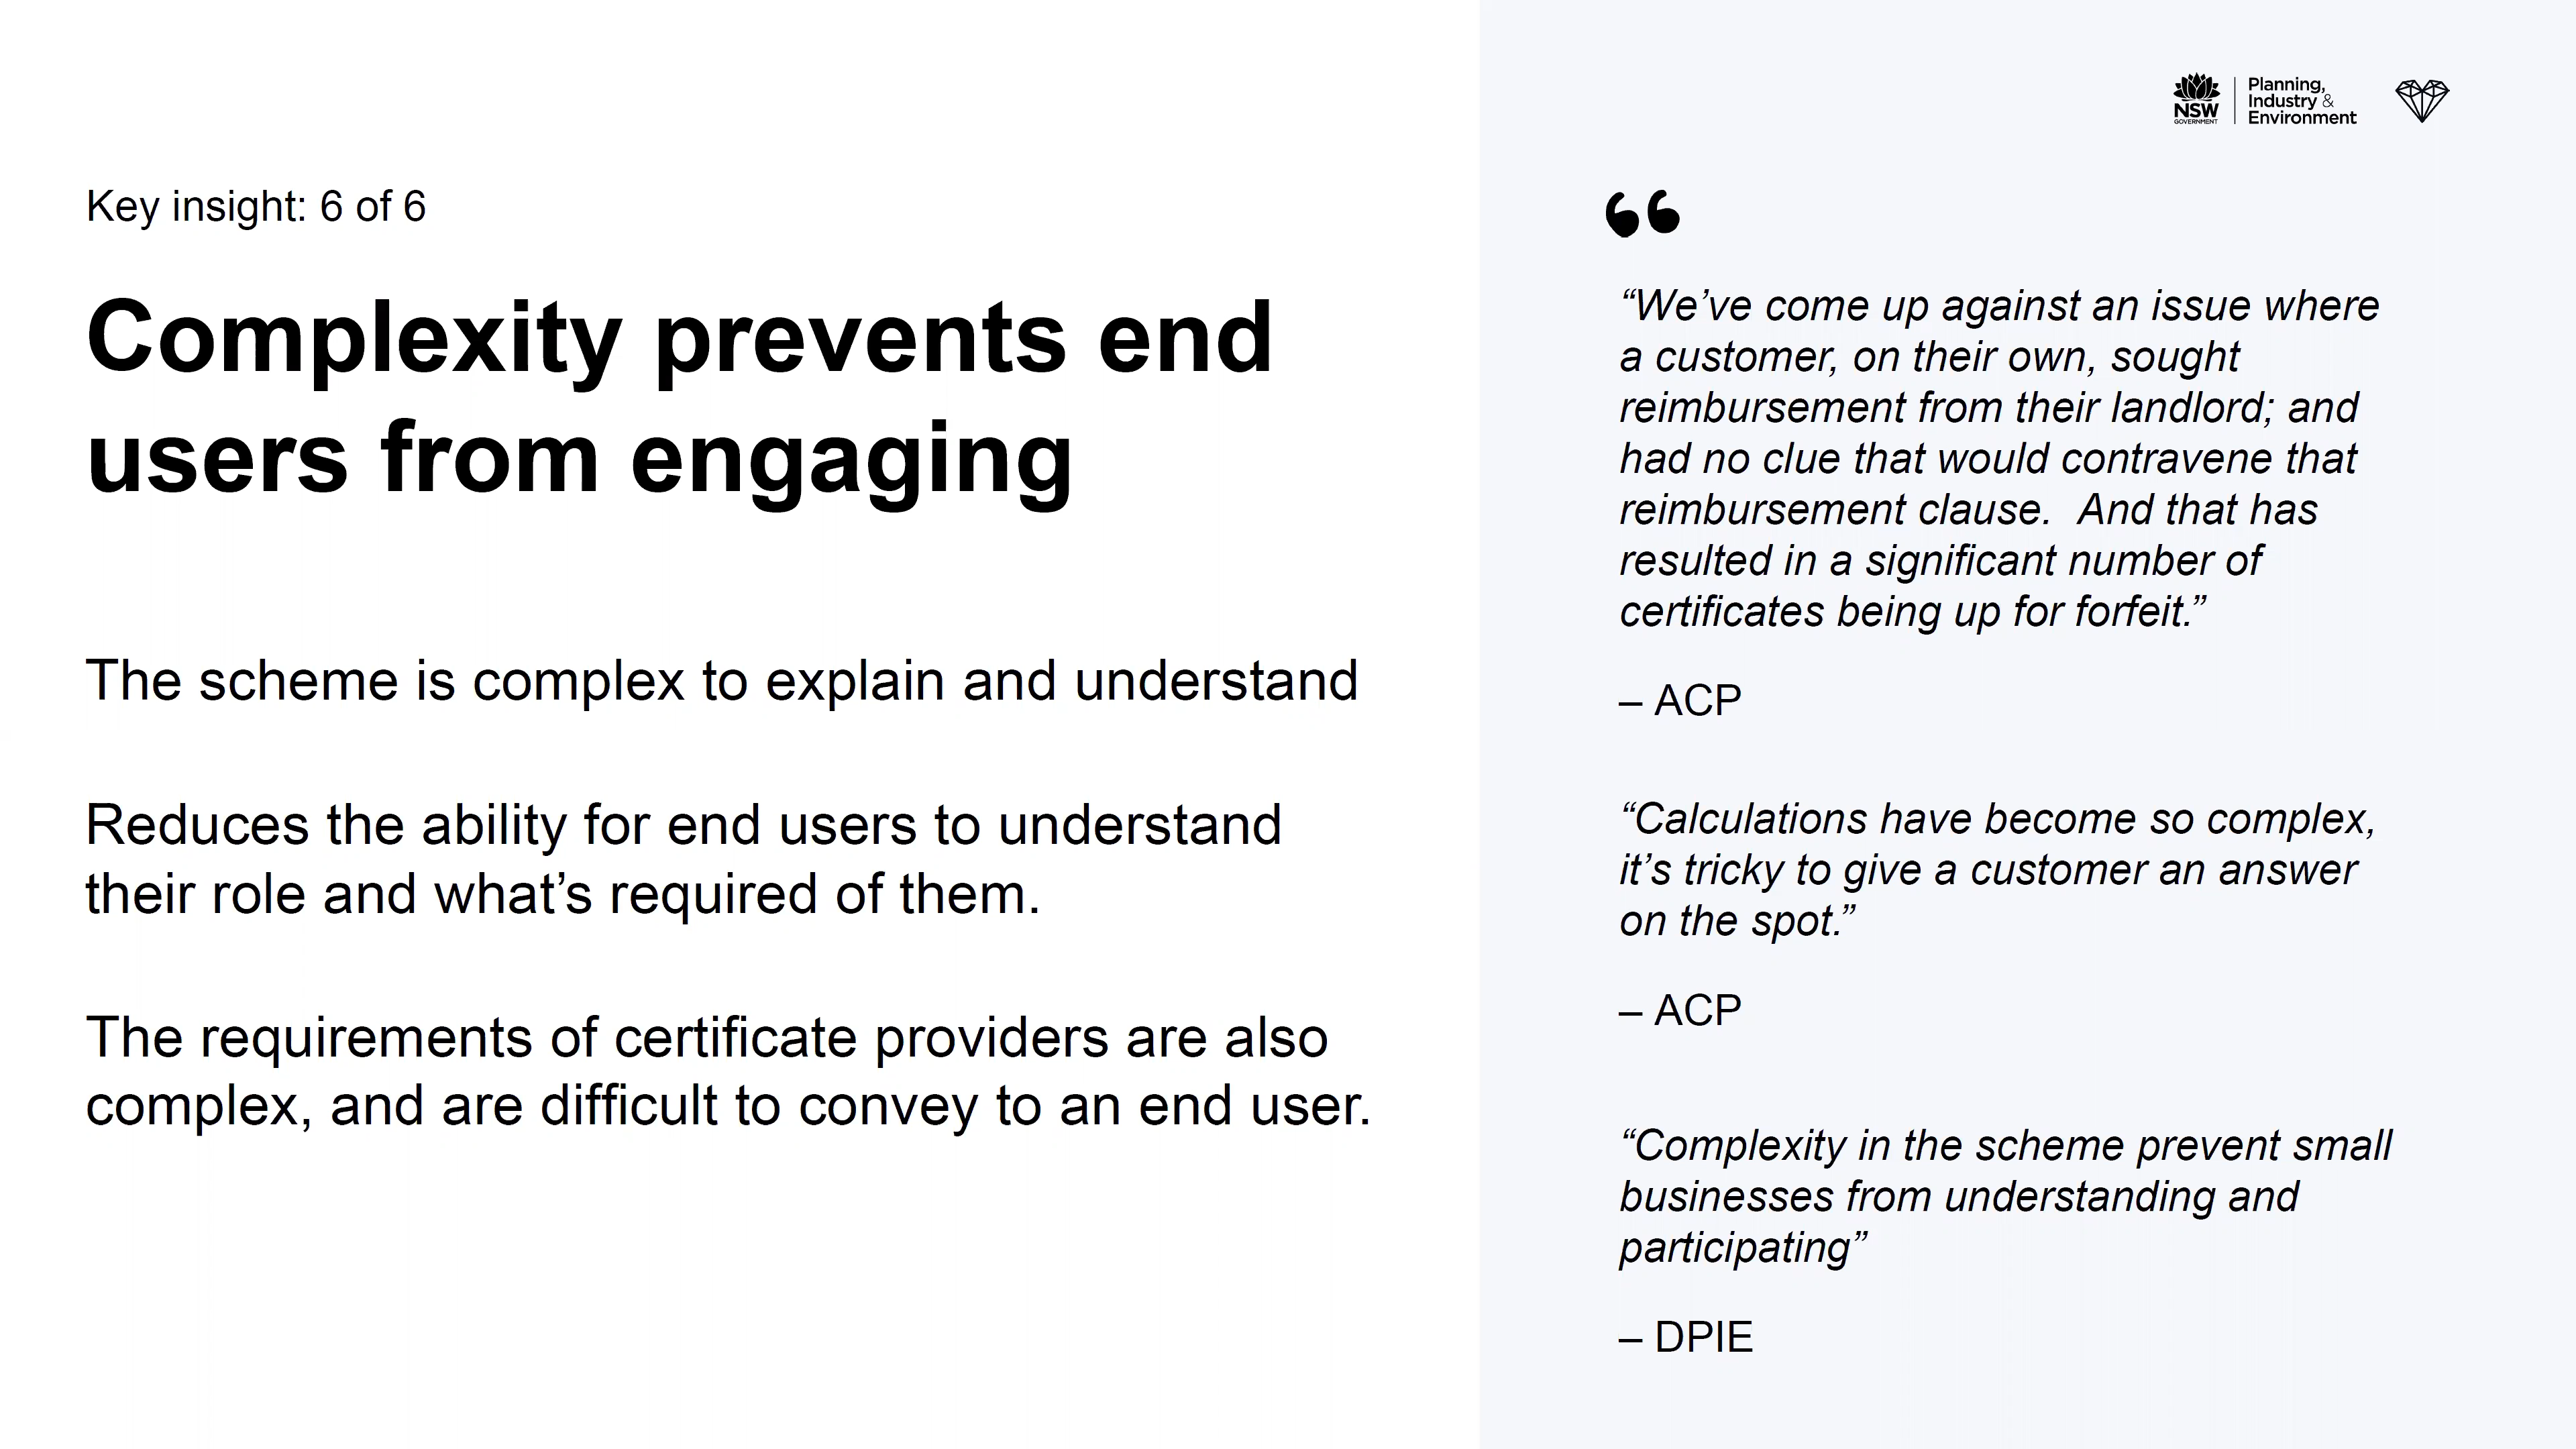 NSW
GOVERNMENT
Planning,
Industry &
Environment
Key insight: 6 of 6
Complexity prevents end
users from engaging
The scheme is complex to explain and understand
Reduces the ability for end users to understand
their role and what’s required of them.
The requirements of certificate providers are also
complex, and are difficult to convey to an end user.
“We’ve come up against an issue where
a customer, on their own, sought
reimbursement from their landlord; and
had no clue that would contravene that
reimbursement clause.  And that has
resulted in a significant number of
certificates being up for forfeit.”
– ACP
“Calculations have become so complex,
it’s tricky to give a customer an answer
on the spot.”
– ACP
“Complexity in the scheme prevent small
businesses from understanding and
participating”
– DPIE